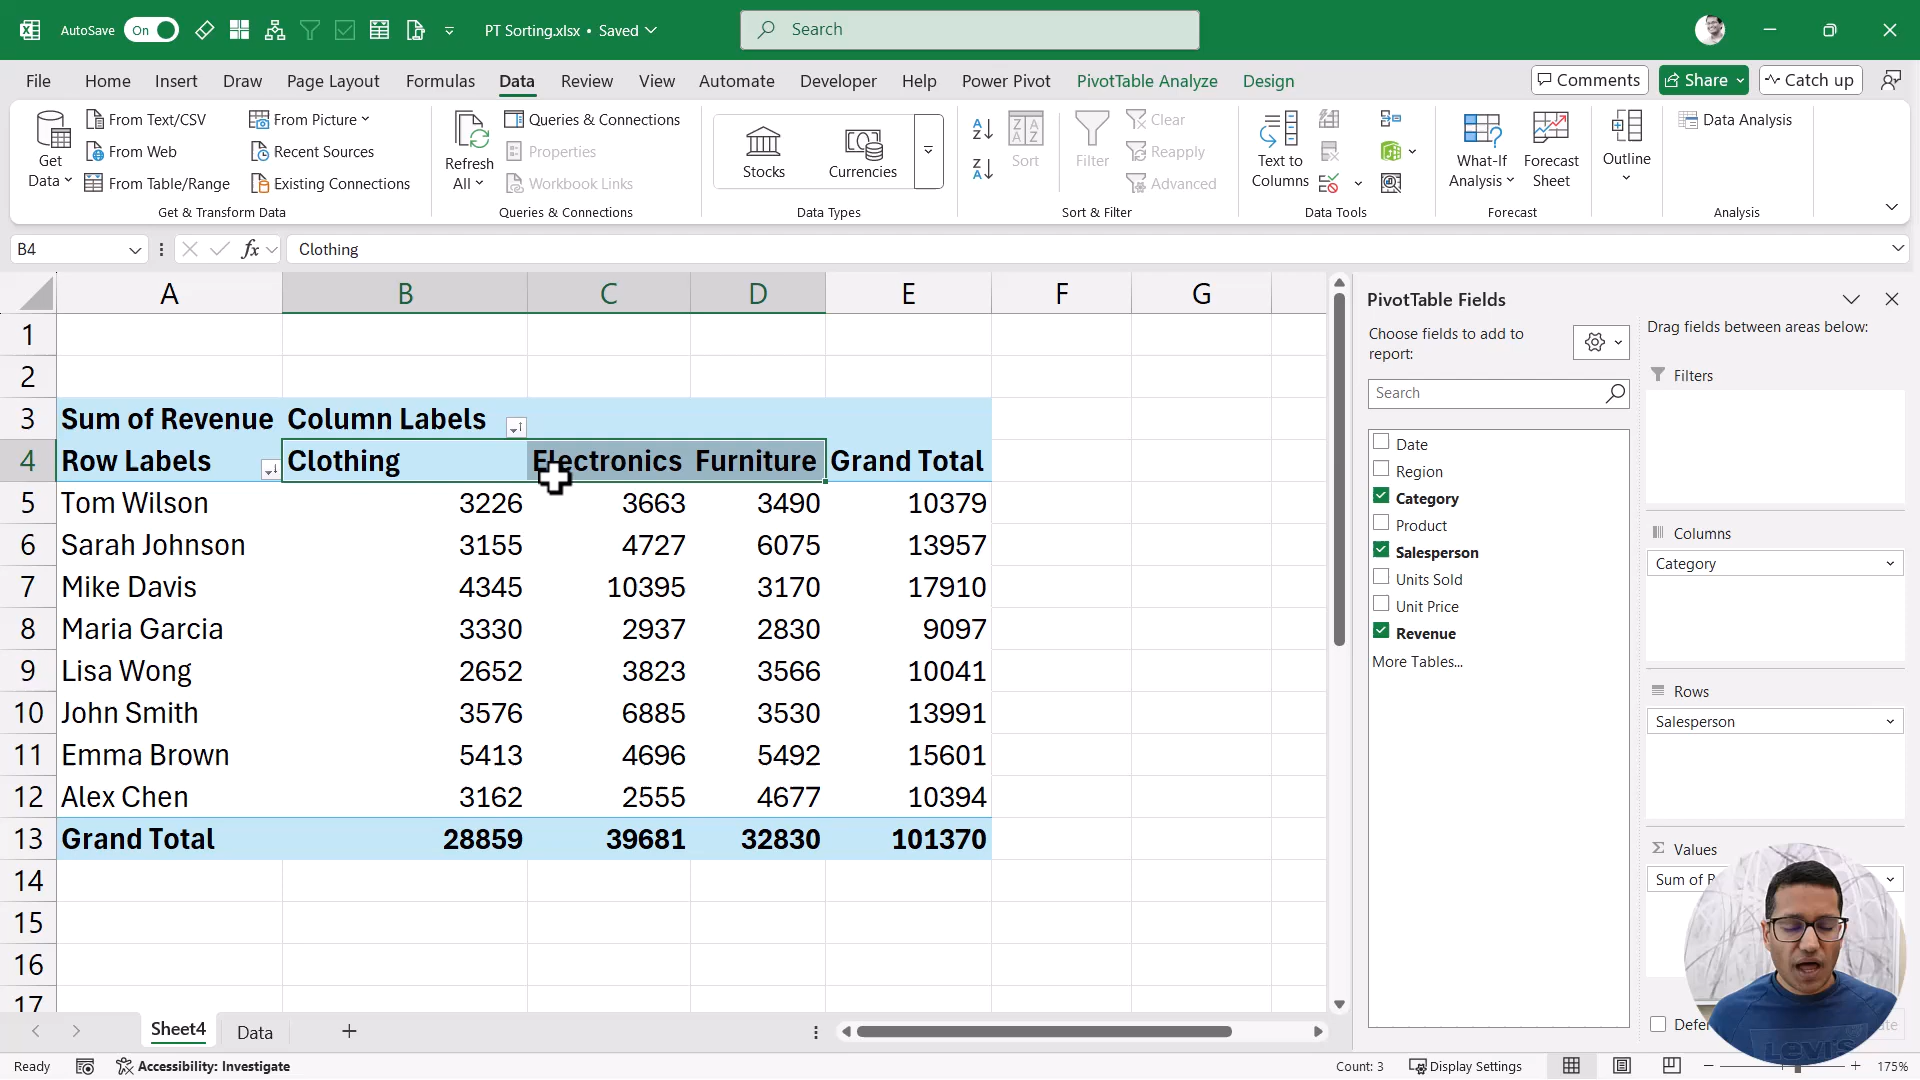 AutoSave On PT Sorting.xlsx • Saved Search
File Home Insert Draw Page Layout Formulas Data Review View Automate Developer Help Power Pivot PivotTable Analyze Design Comments Share Catch up
Get Data
From Text/CSV
From Web
From Table/Range
From Picture
Recent Sources
Existing Connections
Get & Transform Data
Refresh All
Queries & Connections
Properties
Workbook Links
Queries & Connections
Stocks
Currencies
Data Types
Sort
Filter
Clear
Reapply
Advanced
Sort & Filter
Text to Columns
Data Tools
What-If Analysis
Forecast Sheet
Forecast
Outline
Data Analysis
Analysis
B4 fx Clothing
A B C D E F G
1
2
3 Sum of Revenue Column Labels
4 Row Labels Clothing Electronics Furniture Grand Total
5 Tom Wilson 3226 3663 3490 10379
6 Sarah Johnson 3155 4727 6075 13957
7 Mike Davis 4345 10395 3170 17910
8 Maria Garcia 3330 2937 2830 9097
9 Lisa Wong 2652 3823 3566 10041
10 John Smith 3576 6885 3530 13991
11 Emma Brown 5413 4696 5492 15601
12 Alex Chen 3162 2555 4677 10394
13 Grand Total 28859 39681 32830 101370
14
15
16
17
PivotTable Fields
Choose fields to add to
report:
Search
Date
Region
Category
Product
Salesperson
Units Sold
Unit Price
Revenue
More Tables...
Drag fields between areas below:
Filters
Columns
Category
Rows
Salesperson
Σ Values
Sum of
Levi's
Sheet4 Data
Ready Accessibility: Investigate Count: 3 Display Settings 175%